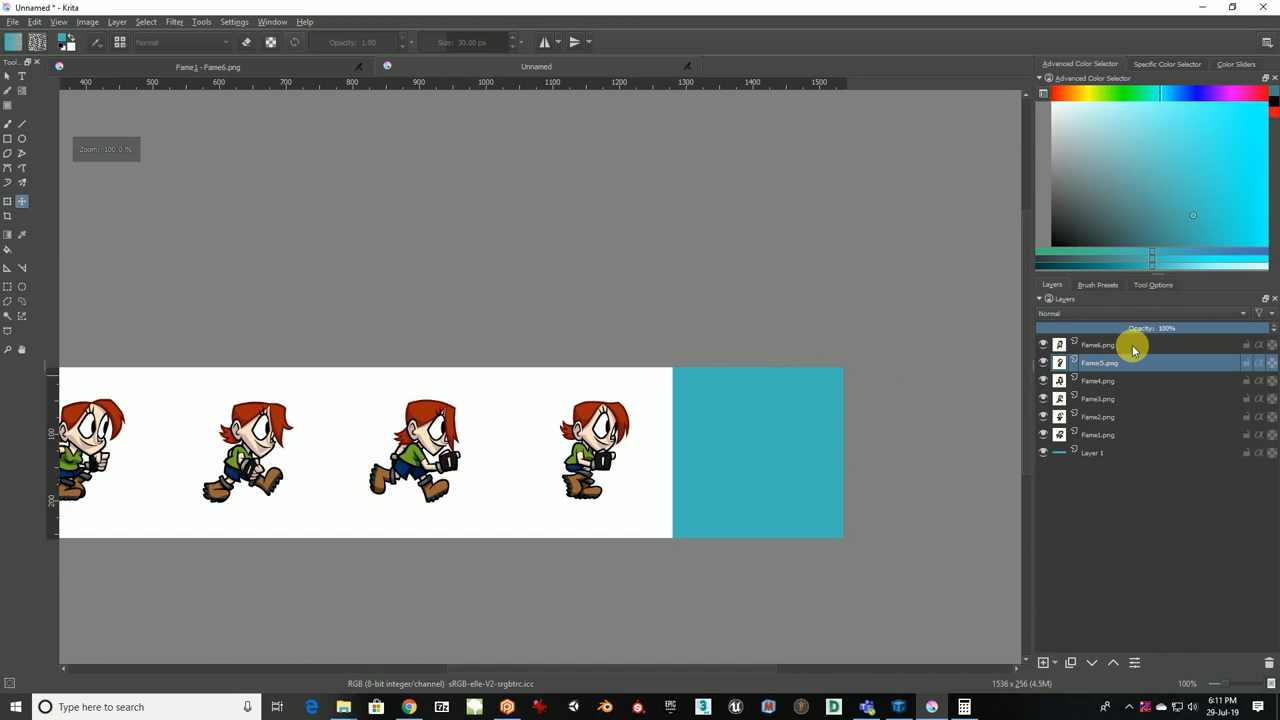 Unnamed * - Krita
File Edit View Image Layer Select Filter Tools Settings Window Help
Normal Opacity: 1.00 Size: 30.00 px
Tool...
Fame1 - Fame6.png Unnamed
400 500 600 700 800 900 1000 1100 1200 1300 1400 1500
Zoom: 100.0 %
100
200
Advanced Color Selector Specific Color Selector Color Sliders
Advanced Color Selector
Layers Brush Presets Tool Options
Layers
Normal
Opacity: 100%
Fame6.png
Fame5.png
Fame4.png
Fame3.png
Fame2.png
Fame1.png
Layer 1
RGB (8-bit integer/channel) sRGB-elle-V2-srgbtrc.icc 1536 x 256 (4.5M) 100%
Type here to search
6:11 PM
29-Jul-19